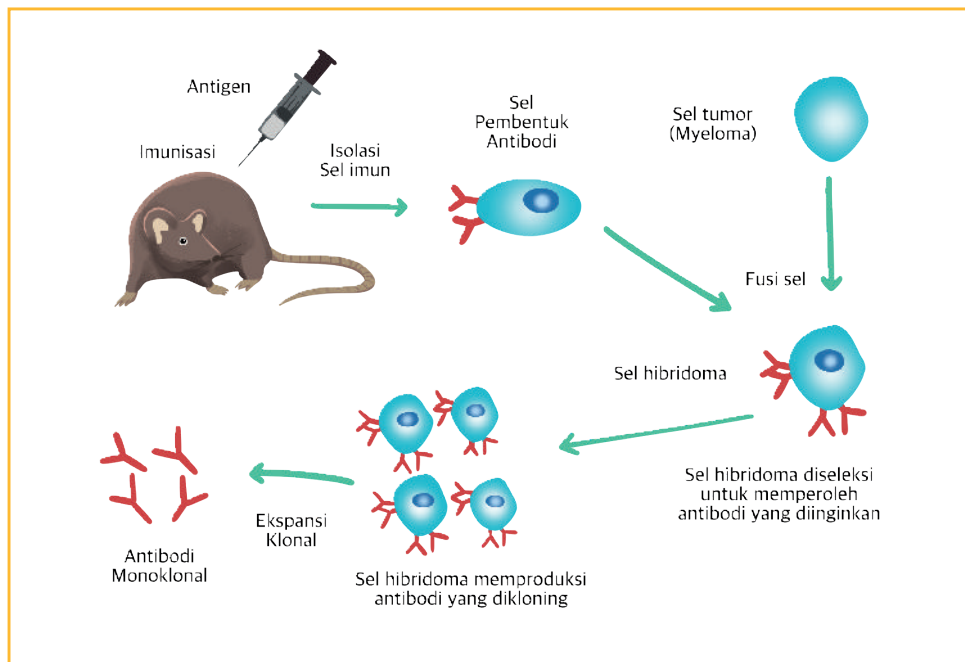 Antigen
Imunisasi
Isolasi
Sel imun
Sel
Pembentuk
Antibodi
Sel tumor
(Myeloma)
Fusi sel
Sel hibridoma
Sel hibridoma diseleksi
untuk memperoleh
antibodi yang diinginkan
Sel hibridoma memproduksi
antibodi yang dikloning
Ekspansi
Klonal
Antibodi
Monoklonal